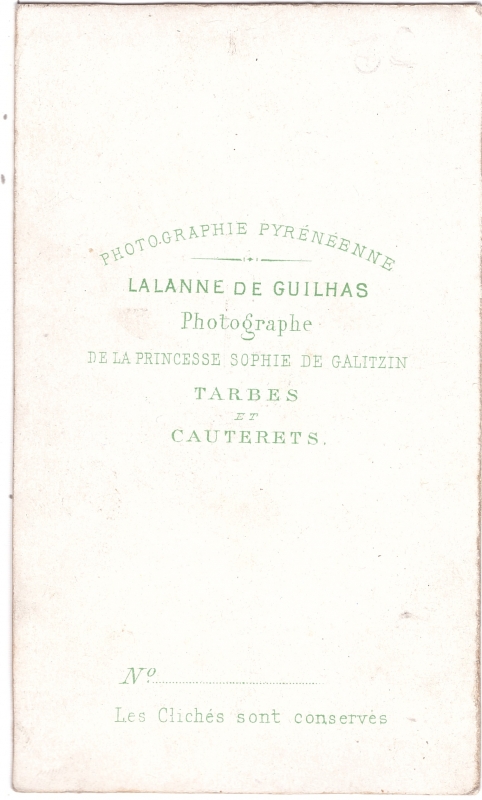 PHOTOGRAPHIE PYRÉNÉENNE
LALANNE DE GUILHAS
Photographe
DE LA PRINCESSE SOPHIE DE GALITZIN
TARBES
ET
CAUTERETS.
Nº
Les Clichés sont conservés